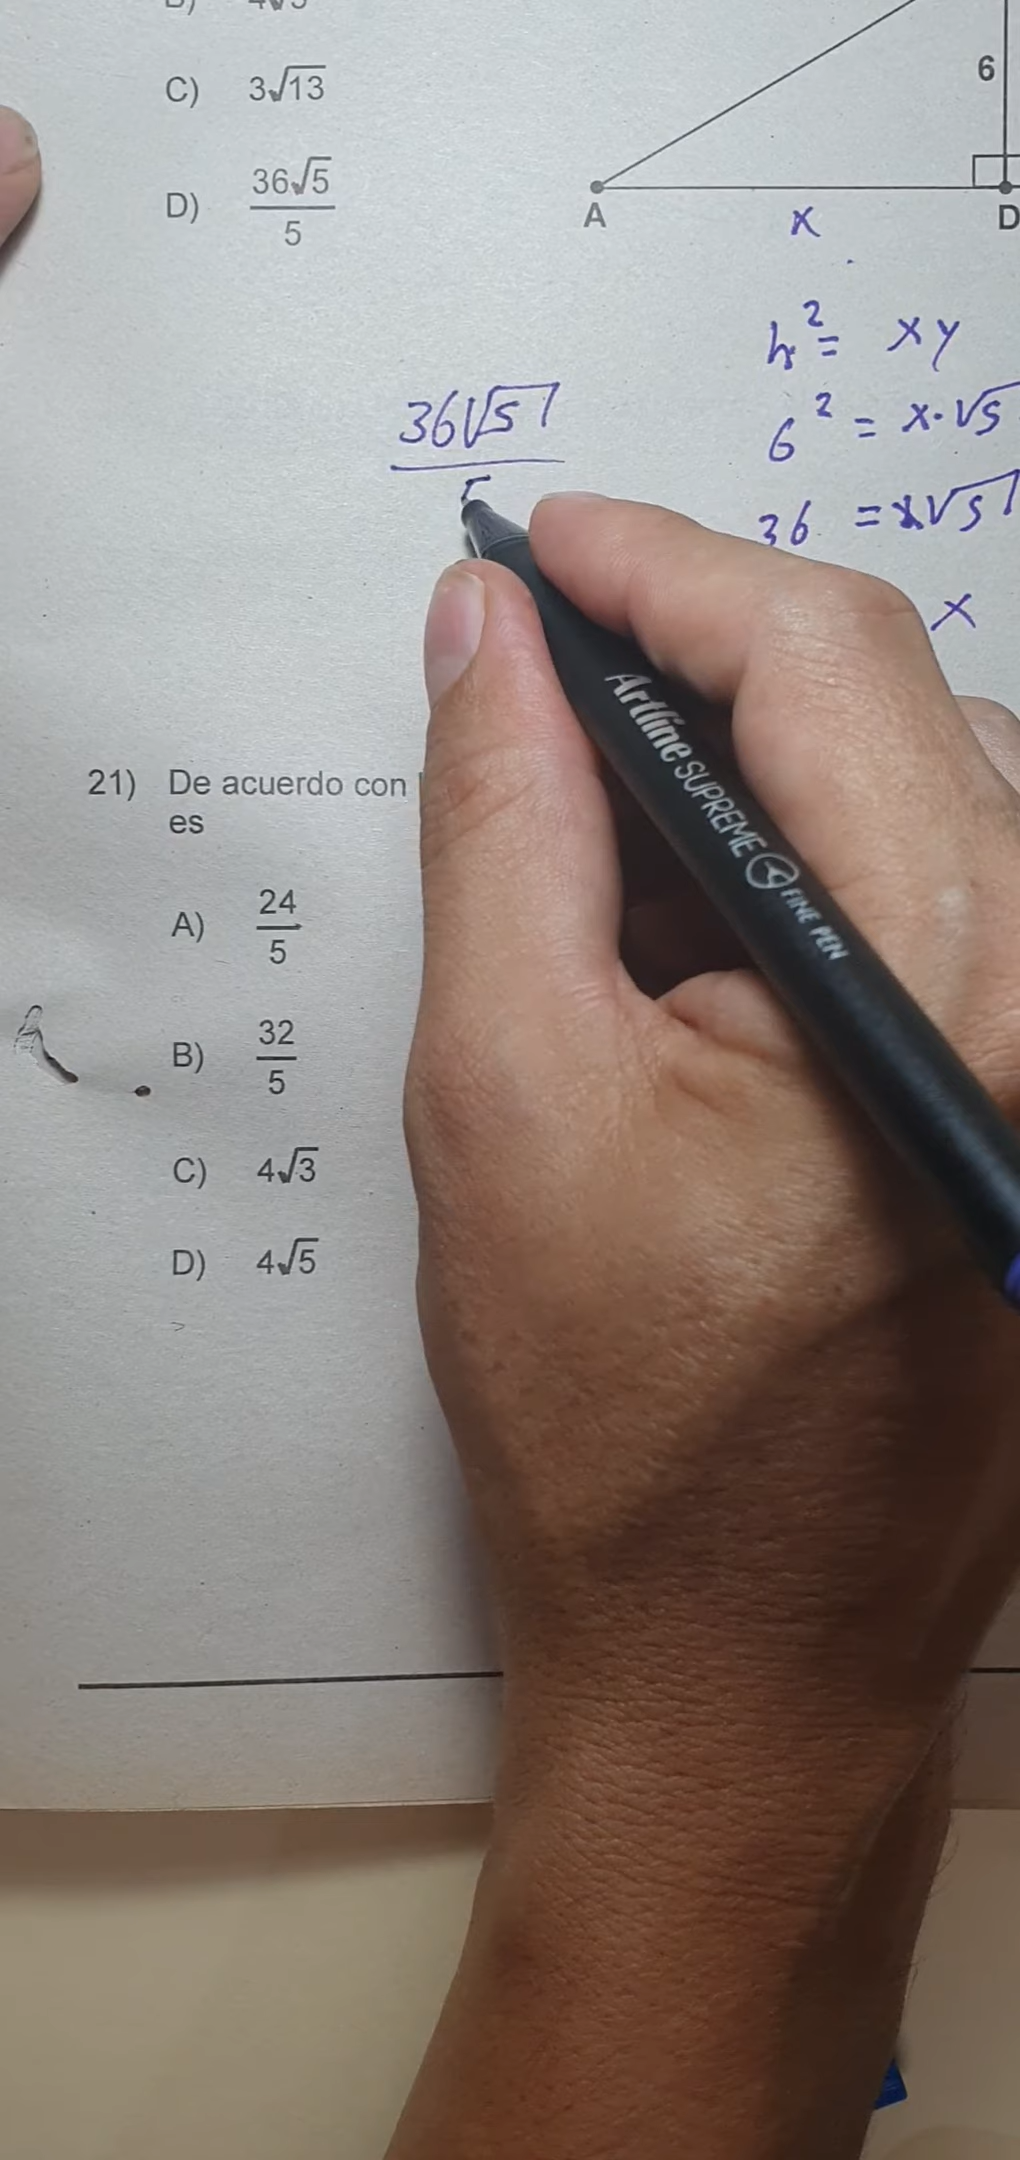 C) 3√13
6
D) 36√5/5
A
D
x
h² = xy
36√5/5
6² = x·√5
36 = x√5
x
21) De acuerdo con
es
A) 24/5
B) 32/5
C) 4√3
D) 4√5
Artline SUPREME FINE PEN